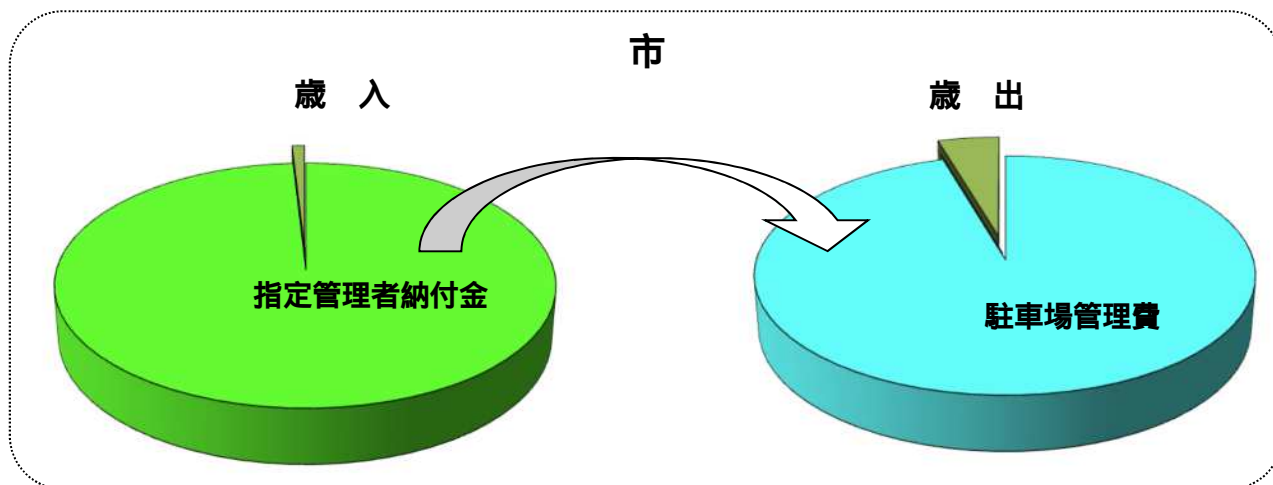 市
歳　入
歳　出
指定管理者納付金
駐車場管理費